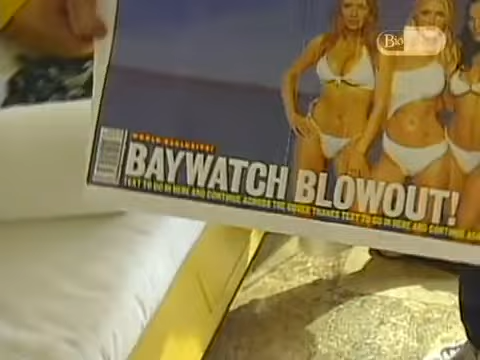 Bio
WORLD EXCLUSIVE!
BAYWATCH BLOWOUT!
TEXT TO GO IN HERE AND CONTINUE ACROSS THE COVER THANKS TEXT TO GO IN HERE AND CONTINUE